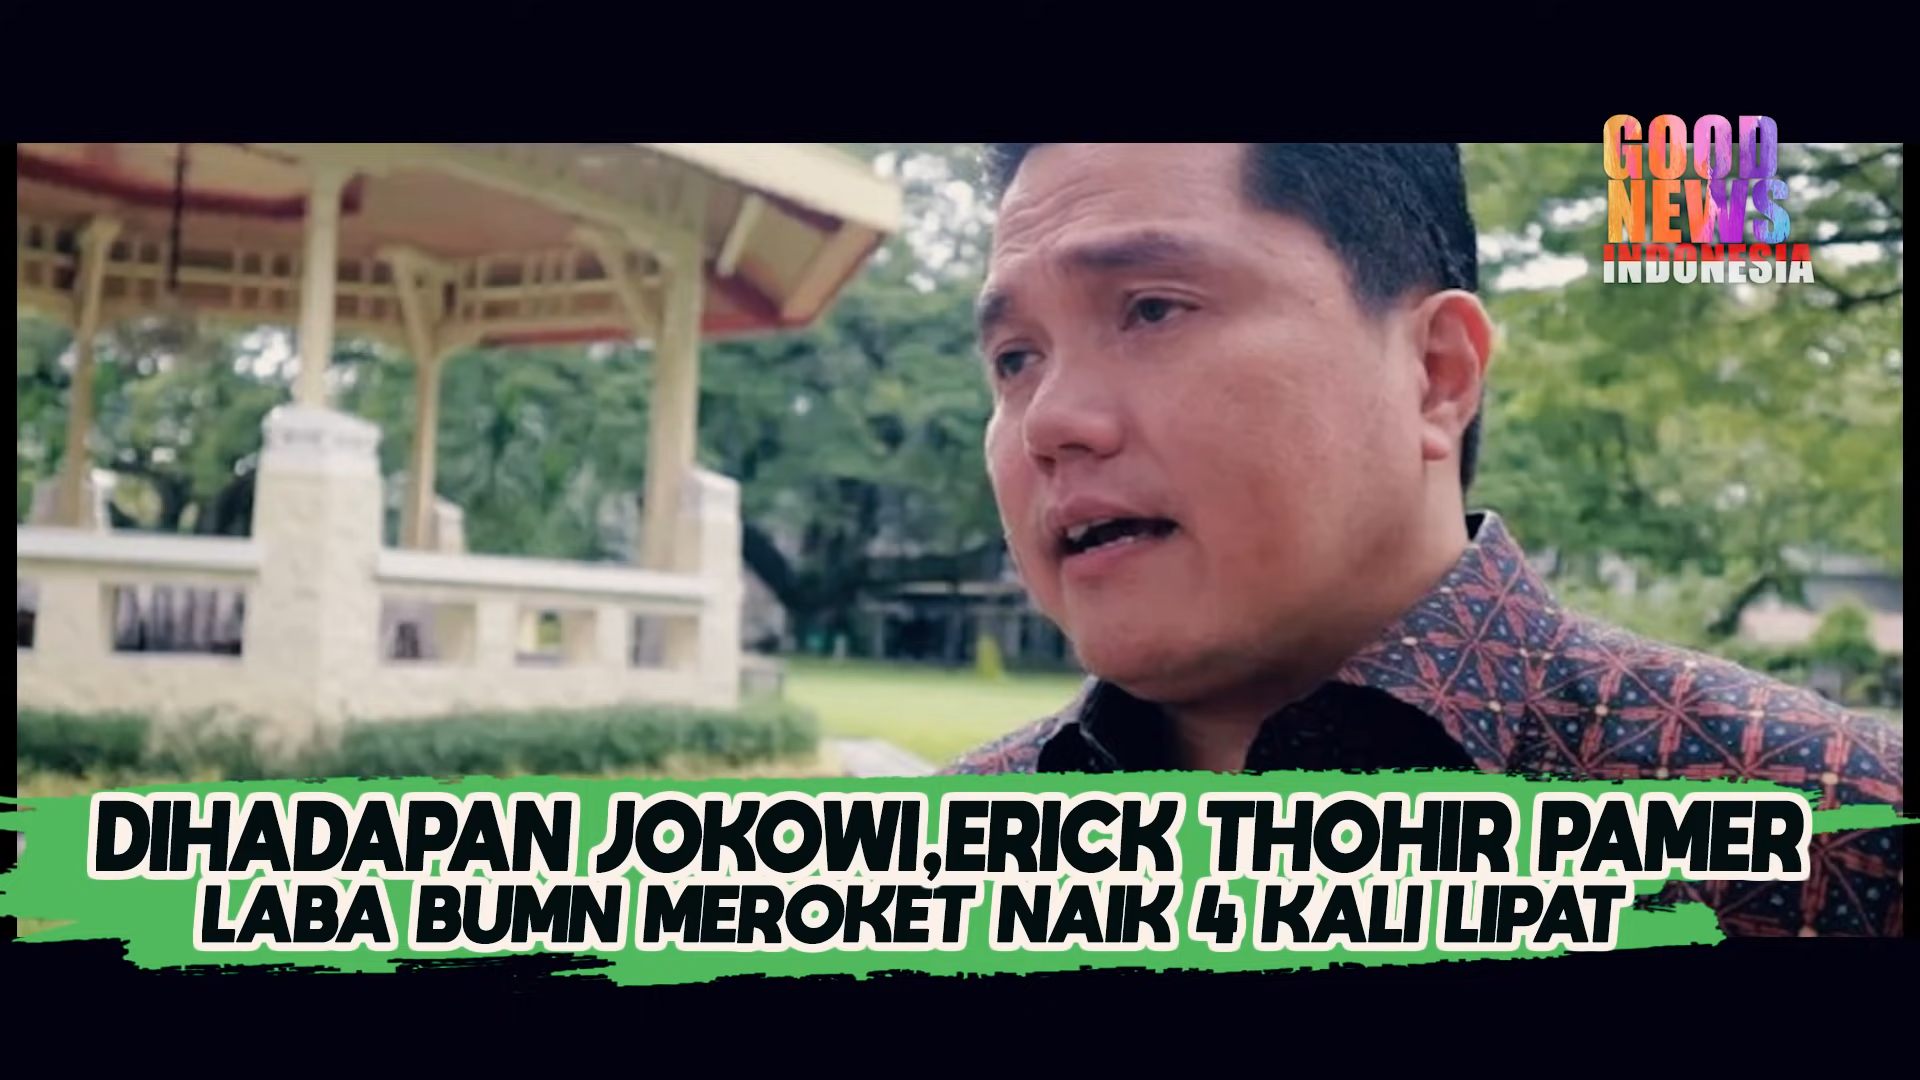 GOOD
NEWS
INDONESIA
DIHADAPAN JOKOWI,ERICK THOHIR PAMER
LABA BUMN MEROKET NAIK 4 KALI LIPAT